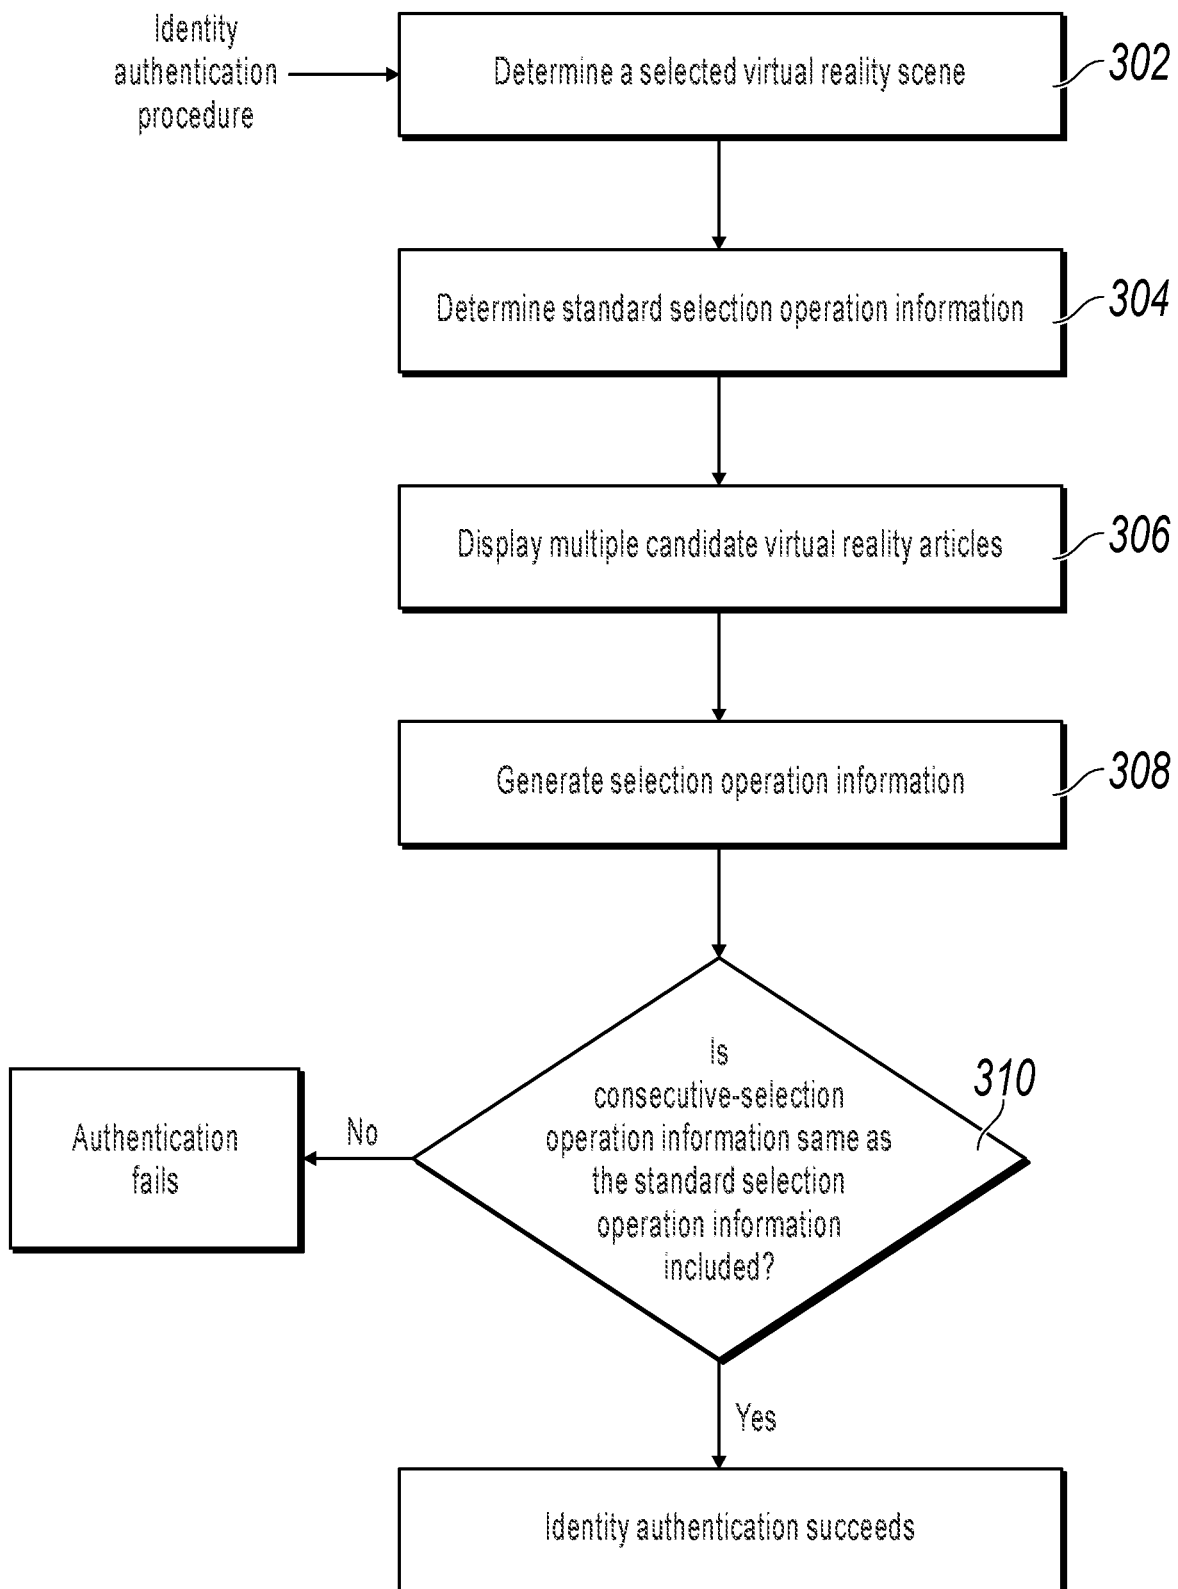 Identity
authentication
procedure
Determine a selected virtual reality scene
302
Determine standard selection operation information
304
Display multiple candidate virtual reality articles
306
Generate selection operation information
308
Is
consecutive-selection
operation information same as
the standard selection
operation information
included?
310
No
Authentication
fails
Yes
Identity authentication succeeds